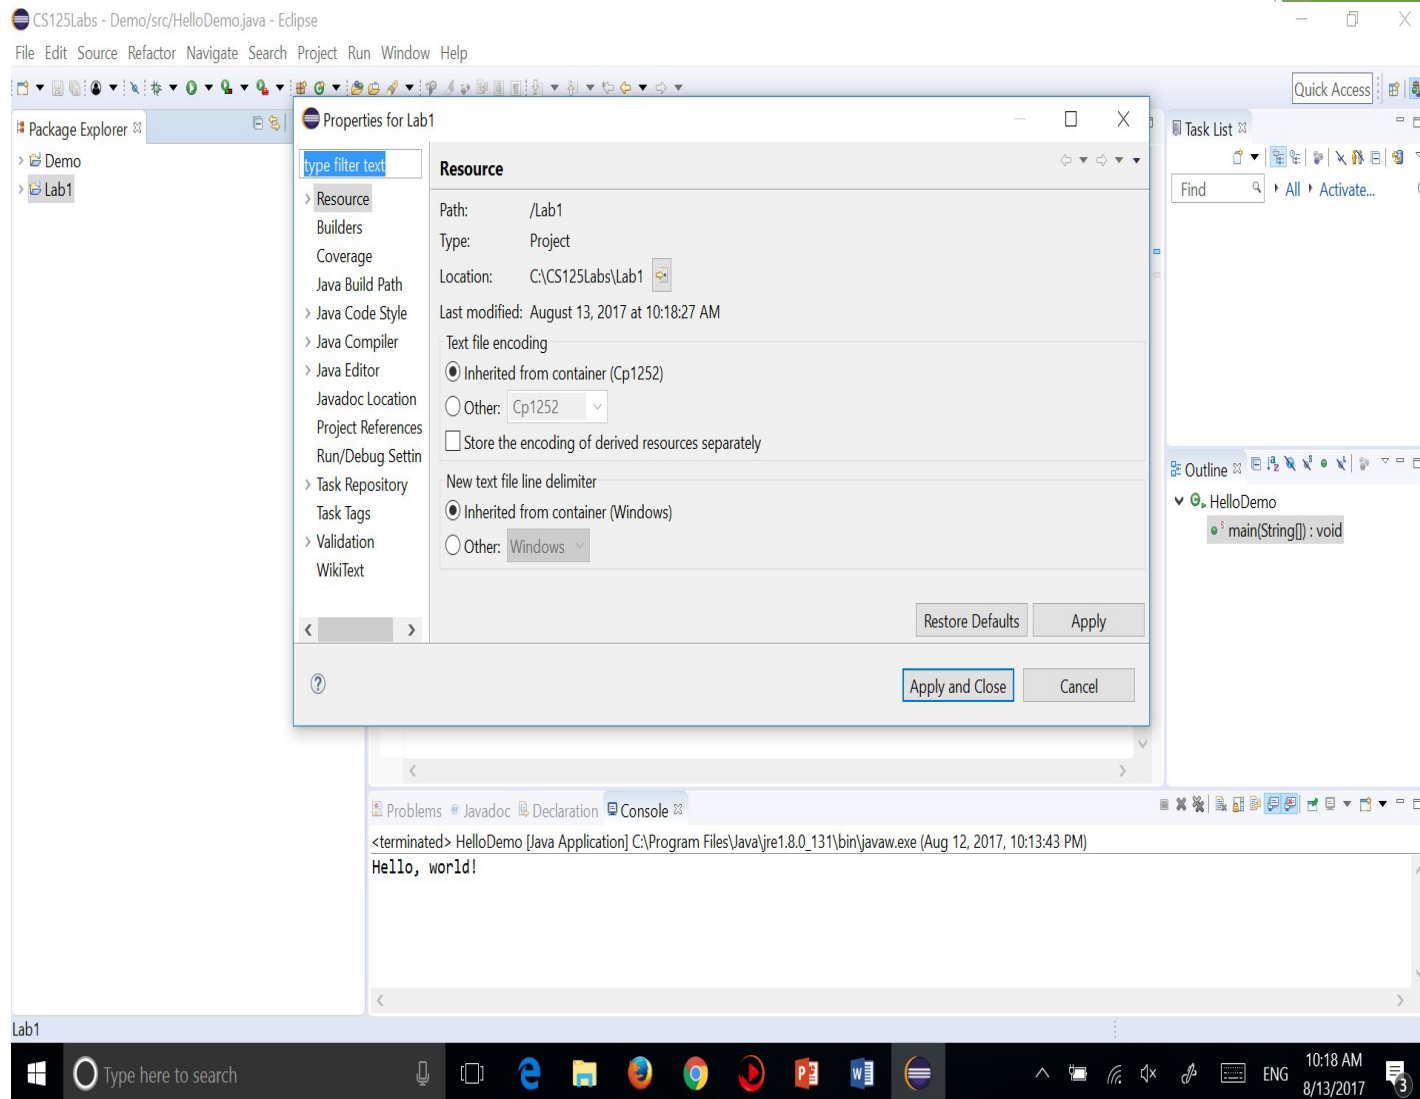 CS125Labs - Demo/src/HelloDemo.java - Eclipse
File Edit Source Refactor Navigate Search Project Run Window Help
Quick Access
Package Explorer
Demo
Lab1
Properties for Lab1
type filter text
Resource
Builders
Coverage
Java Build Path
Java Code Style
Java Compiler
Java Editor
Javadoc Location
Project References
Run/Debug Settin
Task Repository
Task Tags
Validation
WikiText
Resource
Path: /Lab1
Type: Project
Location: C:\CS125Labs\Lab1
Last modified: August 13, 2017 at 10:18:27 AM
Text file encoding
Inherited from container (Cp1252)
Other: Cp1252
Store the encoding of derived resources separately
New text file line delimiter
Inherited from container (Windows)
Other: Windows
Restore Defaults Apply
Apply and Close Cancel
Task List
Find All Activate...
Outline
HelloDemo
main(String[]) : void
Problems Javadoc Declaration Console
<terminated> HelloDemo [Java Application] C:\Program Files\Java\jre1.8.0_131\bin\javaw.exe (Aug 12, 2017, 10:13:43 PM)
Hello, world!
Lab1
Type here to search
ENG
10:18 AM
8/13/2017
3